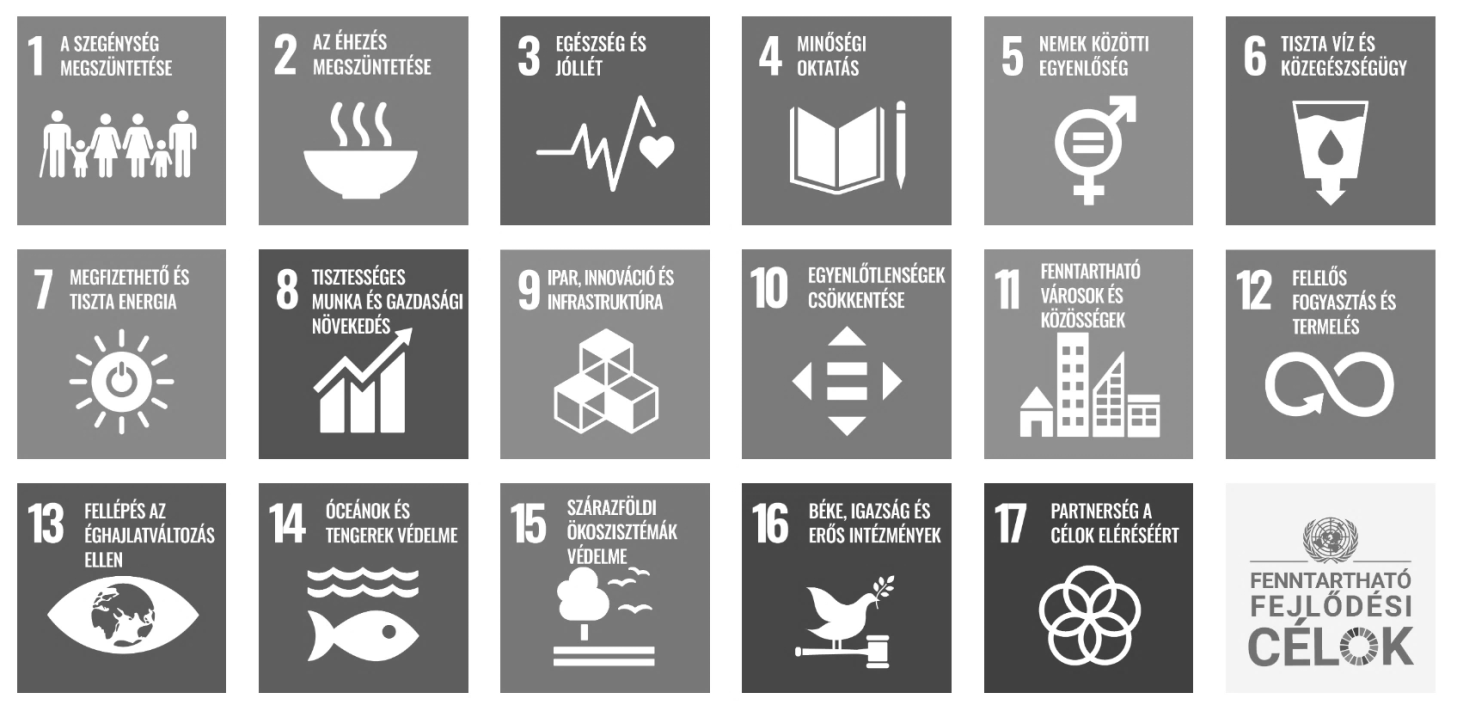 1 A SZEGÉNYSÉG
MEGSZÜNTETÉSE
2 AZ ÉHEZÉS
MEGSZÜNTETÉSE
3 EGÉSZSÉG ÉS
JÓLLÉT
4 MINŐSÉGI
OKTATÁS
5 NEMEK KÖZÖTTI
EGYENLŐSÉG
6 TISZTA VÍZ ÉS
KÖZEGÉSZSÉGÜGY
7 MEGFIZETHETŐ ÉS
TISZTA ENERGIA
8 TISZTESSÉGES
MUNKA ÉS GAZDASÁGI
NÖVEKEDÉS
9 IPAR, INNOVÁCIÓ ÉS
INFRASTRUKTÚRA
10 EGYENLŐTLENSÉGEK
CSÖKKENTÉSE
11 FENNTARTHATÓ
VÁROSOK ÉS
KÖZÖSSÉGEK
12 FELELŐS
FOGYASZTÁS ÉS
TERMELÉS
13 FELLÉPÉS AZ
ÉGHAJLATVÁLTOZÁS
ELLEN
14 ÓCEÁNOK ÉS
TENGEREK VÉDELME
15 SZÁRAZFÖLDI
ÖKOSZISZTÉMÁK
VÉDELME
16 BÉKE, IGAZSÁG ÉS
ERŐS INTÉZMÉNYEK
17 PARTNERSÉG A
CÉLOK ELÉRÉSÉÉRT
FENNTARTHATÓ
FEJLŐDÉSI
CÉLOK